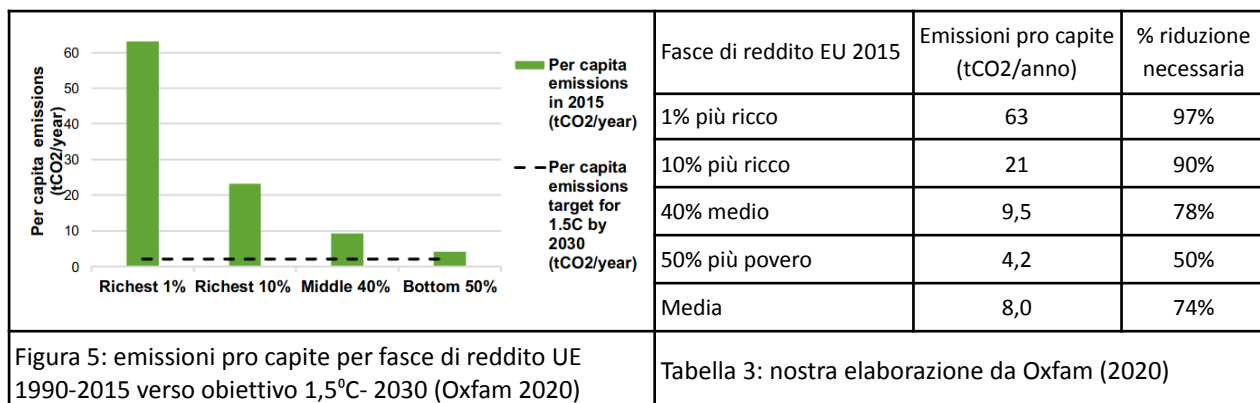 60
50
40
30
20
10
0
Per capita emissions
(tCO2/year)
Richest 1% Richest 10% Middle 40% Bottom 50%
Per capita
emissions
in 2015
(tCO2/year)
Per capita
emissions
target for
1.5C by
2030
(tCO2/year)
Figura 5: emissioni pro capite per fasce di reddito UE
1990-2015 verso obiettivo 1,5⁰C- 2030 (Oxfam 2020)
Fasce di reddito EU 2015 Emissioni pro capite % riduzione
(tCO2/anno) necessaria
1% più ricco 63 97%
10% più ricco 21 90%
40% medio 9,5 78%
50% più povero 4,2 50%
Media 8,0 74%
Tabella 3: nostra elaborazione da Oxfam (2020)